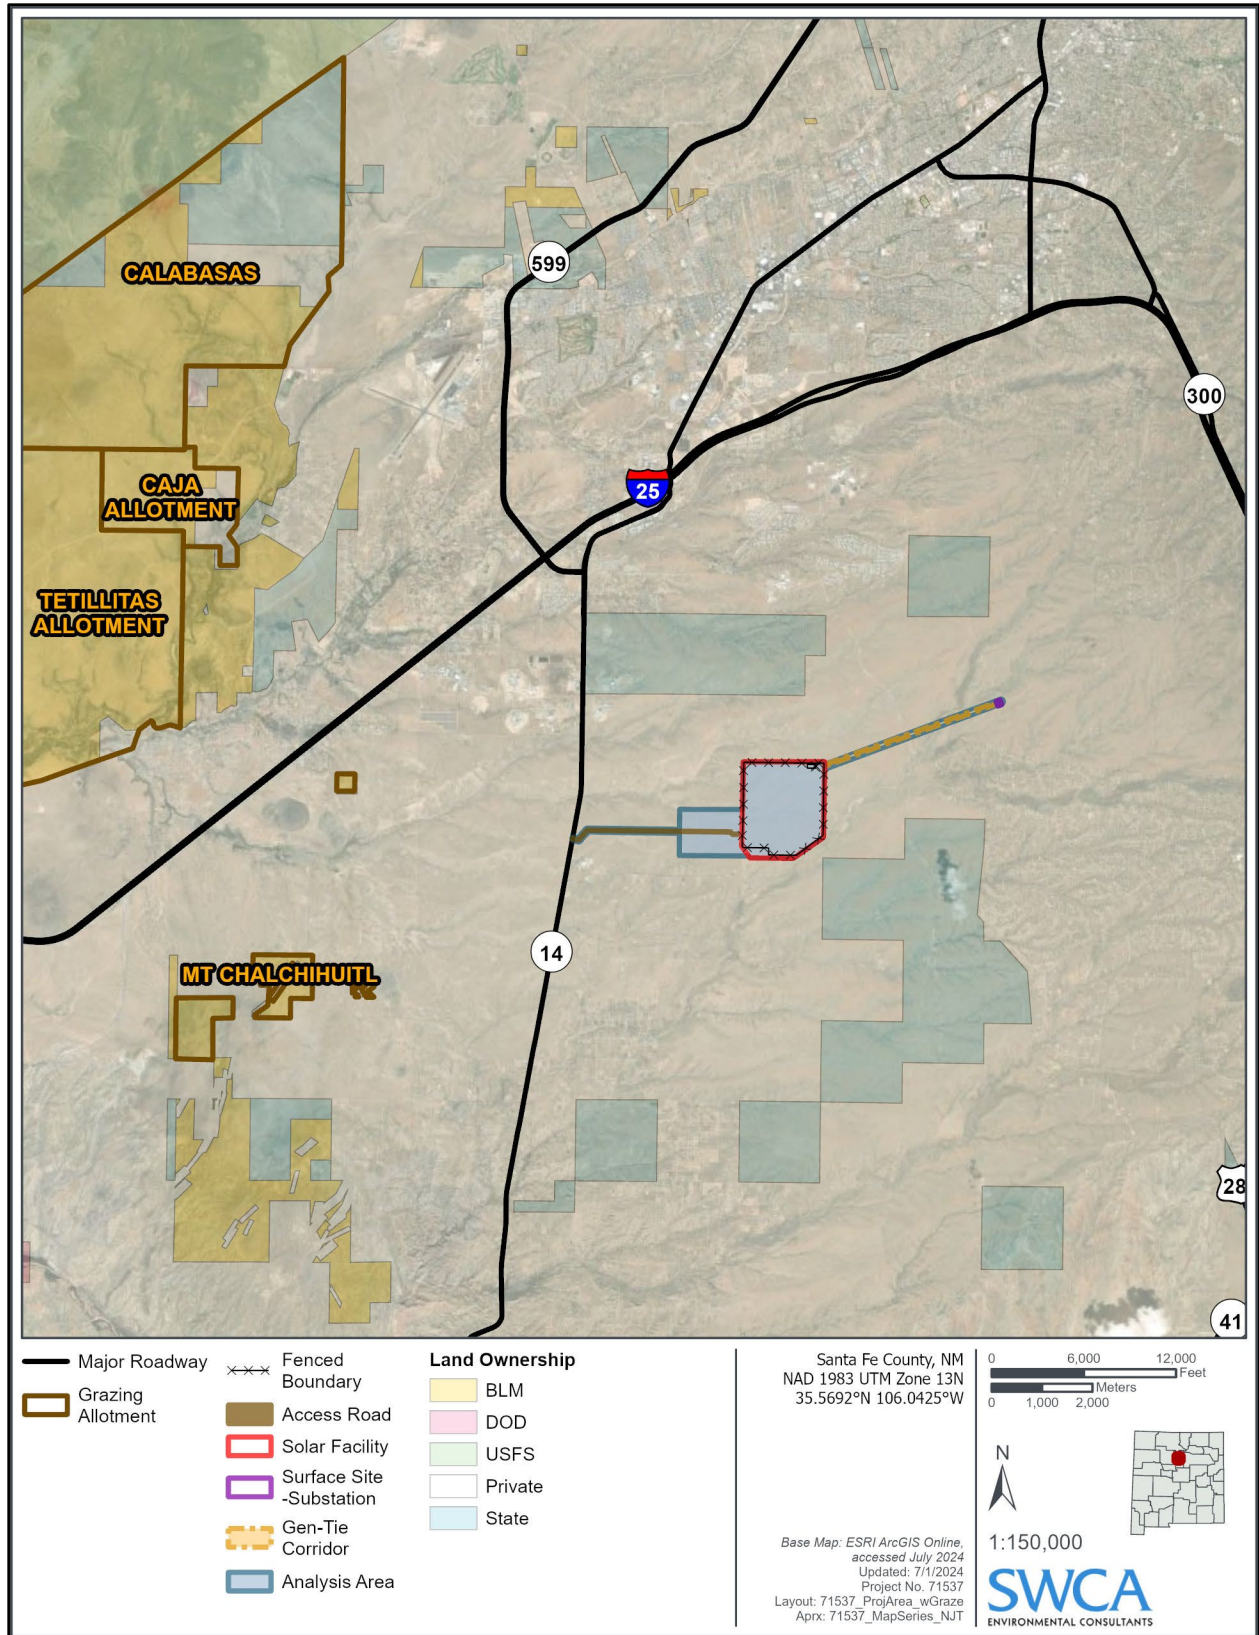 599
CALABASAS
300
25
CAJA
ALLOTMENT
TETILLITAS
ALLOTMENT
14
MT CHALCHIHUITL
28
41
Major Roadway
Grazing
Allotment
Fenced
Boundary
Access Road
Solar Facility
Surface Site
-Substation
Gen-Tie
Corridor
Analysis Area
Land Ownership
BLM
DOD
USFS
Private
State
Santa Fe County, NM
NAD 1983 UTM Zone 13N
35.5692°N 106.0425°W
Base Map: ESRI ArcGIS Online,
accessed July 2024
Updated: 7/1/2024
Project No. 71537
Layout: 71537_ProjArea_wGraze
Aprx: 71537_MapSeries_NJT
0 6,000 12,000
Feet
Meters
0 1,000 2,000
N
1:150,000
SWCA
ENVIRONMENTAL CONSULTANTS